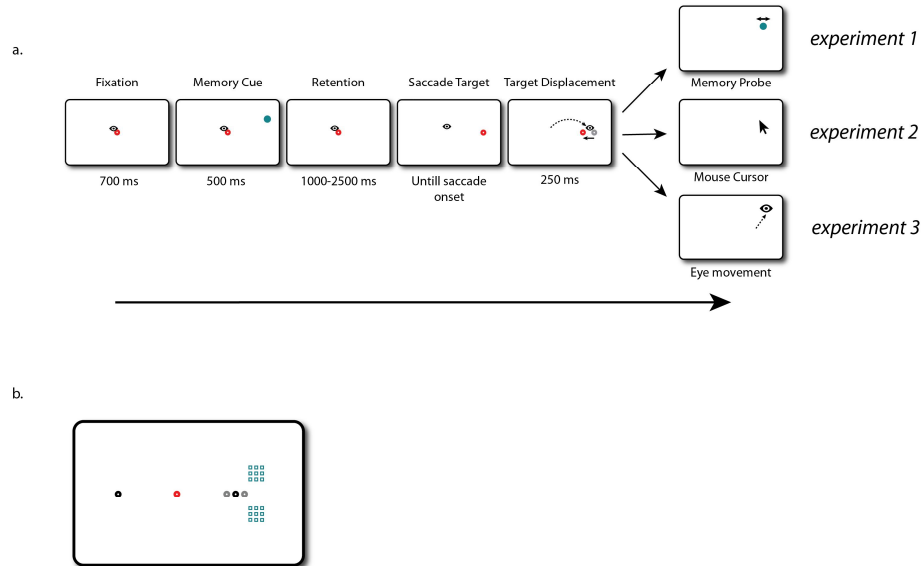 a.
Fixation
Memory Cue
Retention
Saccade Target
Target Displacement
700 ms
500 ms
1000-2500 ms
Untill saccade
onset
250 ms
Memory Probe
experiment 1
Mouse Cursor
experiment 2
Eye movement
experiment 3
b.